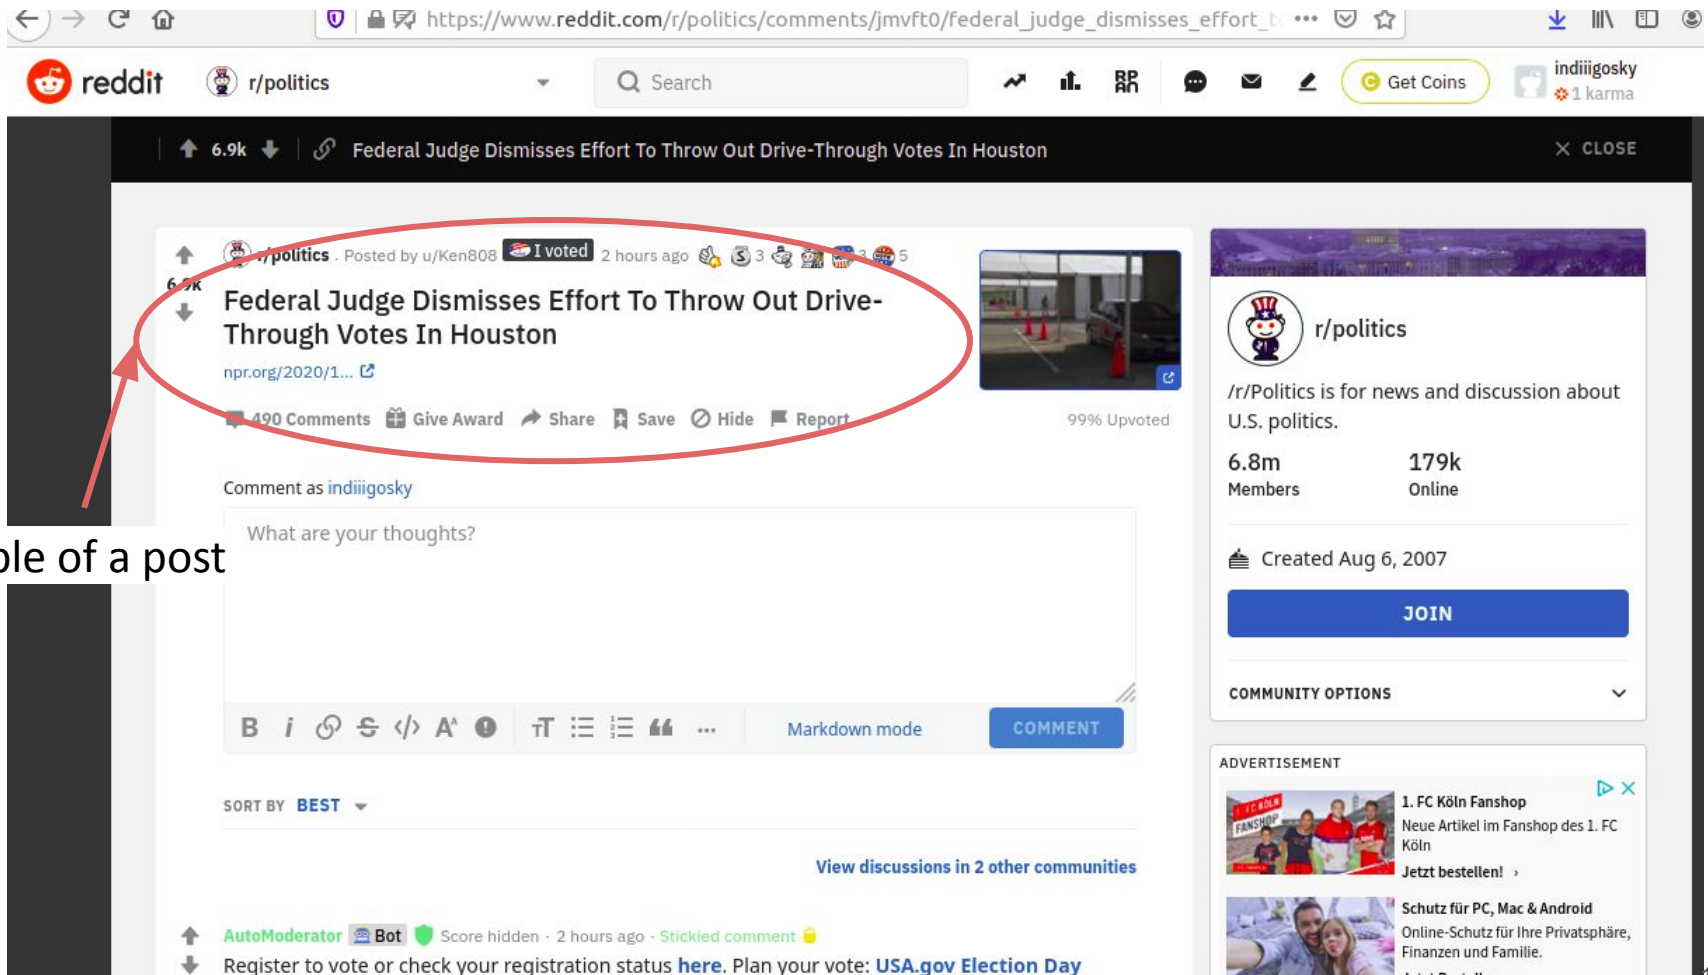 https://www.reddit.com/r/politics/comments/jmvft0/federal_judge_dismisses_effort_t
reddit r/politics Search Get Coins indiiigosky
1 karma
6.9k Federal Judge Dismisses Effort To Throw Out Drive-Through Votes In Houston CLOSE
r/politics . Posted by u/Ken808 I voted 2 hours ago S 3 3 5
6.9k
Federal Judge Dismisses Effort To Throw Out Drive-
Through Votes In Houston
npr.org/2020/1...
490 Comments Give Award Share Save Hide Report 99% Upvoted
Comment as indiiigosky
What are your thoughts?
ple of a post
B i S </> A^A T ...
Markdown mode COMMENT
SORT BY BEST
View discussions in 2 other communities
AutoModerator Bot Score hidden · 2 hours ago · Stickied comment
Register to vote or check your registration status here. Plan your vote: USA.gov Election Day
r/politics
/r/Politics is for news and discussion about
U.S. politics.
6.8m 179k
Members Online
Created Aug 6, 2007
JOIN
COMMUNITY OPTIONS
ADVERTISEMENT
1. FC KÖLN
FANSHOP
1. FC Köln Fanshop
Neue Artikel im Fanshop des 1. FC
Köln
Jetzt bestellen! ›
Schutz für PC, Mac & Android
Online-Schutz für Ihre Privatsphäre,
Finanzen und Familie.